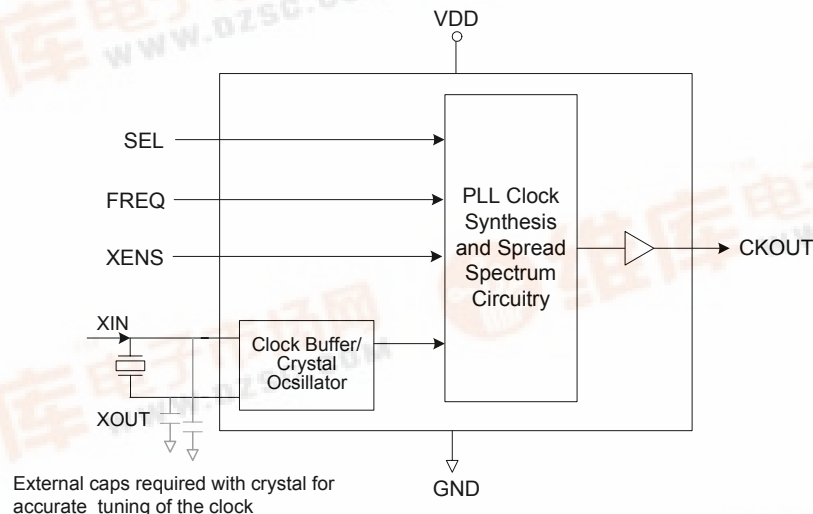 VDD
SEL
FREQ
XENS
PLL Clock
Synthesis
and Spread
Spectrum
Circuitry
CKOUT
XIN
Clock Buffer/
Crystal
Ocsillator
XOUT
GND
External caps required with crystal for
accurate tuning of the clock